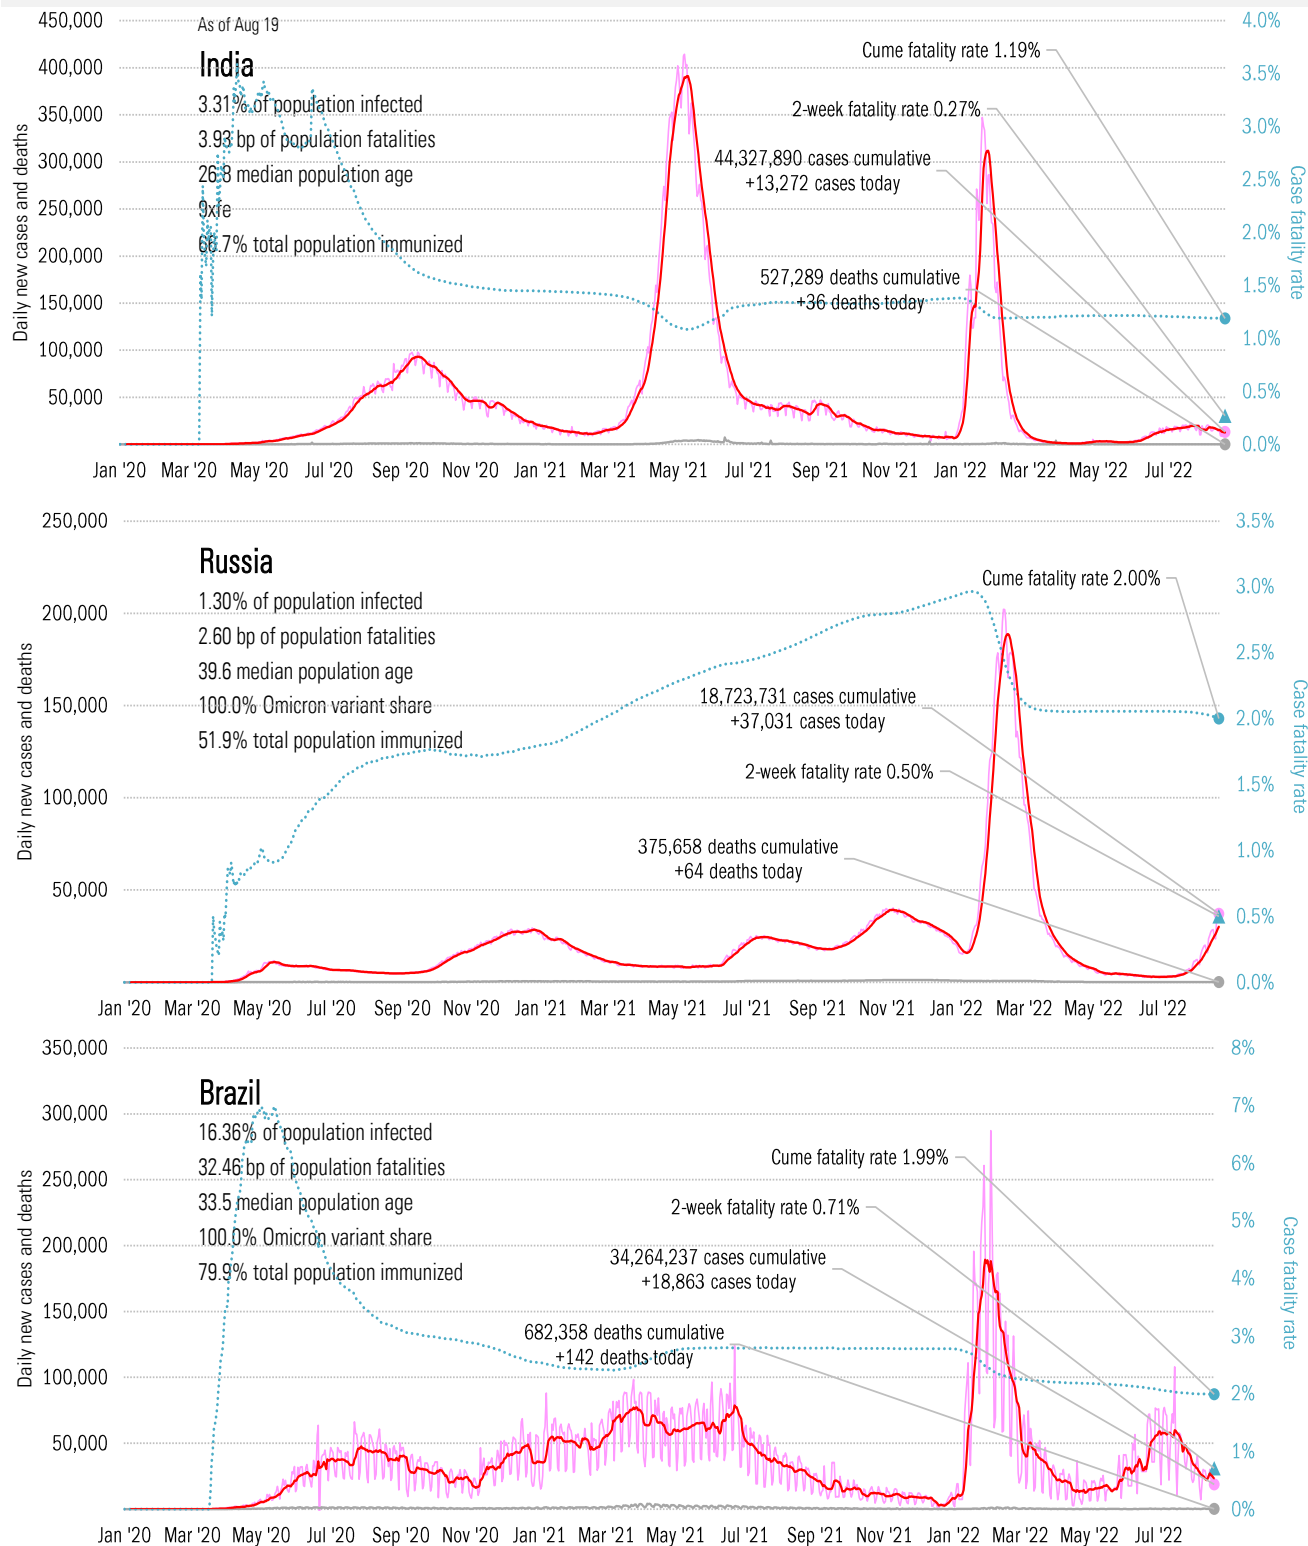 As of Aug 19
India
3.31% of population infected
3.93 bp of population fatalities
26.8 median population age
9xfe
66.7% total population immunized
Daily new cases and deaths
450,000
400,000
350,000
300,000
250,000
200,000
150,000
100,000
50,000
4.0%
3.5%
3.0%
2.5%
2.0%
1.5%
1.0%
0.5%
0.0%
Case fatality rate
Cume fatality rate 1.19%
2-week fatality rate 0.27%
44,327,890 cases cumulative
+13,272 cases today
527,289 deaths cumulative
+36 deaths today
Jan '20 Mar '20 May '20 Jul '20 Sep '20 Nov '20 Jan '21 Mar '21 May '21 Jul '21 Sep '21 Nov '21 Jan '22 Mar '22 May '22 Jul '22
Russia
1.30% of population infected
2.60 bp of population fatalities
39.6 median population age
100.0% Omicron variant share
51.9% total population immunized
Daily new cases and deaths
250,000
200,000
150,000
100,000
50,000
3.5%
3.0%
2.5%
2.0%
1.5%
1.0%
0.5%
0.0%
Case fatality rate
Cume fatality rate 2.00%
18,723,731 cases cumulative
+37,031 cases today
2-week fatality rate 0.50%
375,658 deaths cumulative
+64 deaths today
Jan '20 Mar '20 May '20 Jul '20 Sep '20 Nov '20 Jan '21 Mar '21 May '21 Jul '21 Sep '21 Nov '21 Jan '22 Mar '22 May '22 Jul '22
Brazil
16.36% of population infected
32.46 bp of population fatalities
33.5 median population age
100.0% Omicron variant share
79.9% total population immunized
Daily new cases and deaths
350,000
300,000
250,000
200,000
150,000
100,000
50,000
8%
7%
6%
5%
4%
3%
2%
1%
0%
Case fatality rate
Cume fatality rate 1.99%
2-week fatality rate 0.71%
34,264,237 cases cumulative
+18,863 cases today
682,358 deaths cumulative
+142 deaths today
Jan '20 Mar '20 May '20 Jul '20 Sep '20 Nov '20 Jan '21 Mar '21 May '21 Jul '21 Sep '21 Nov '21 Jan '22 Mar '22 May '22 Jul '22